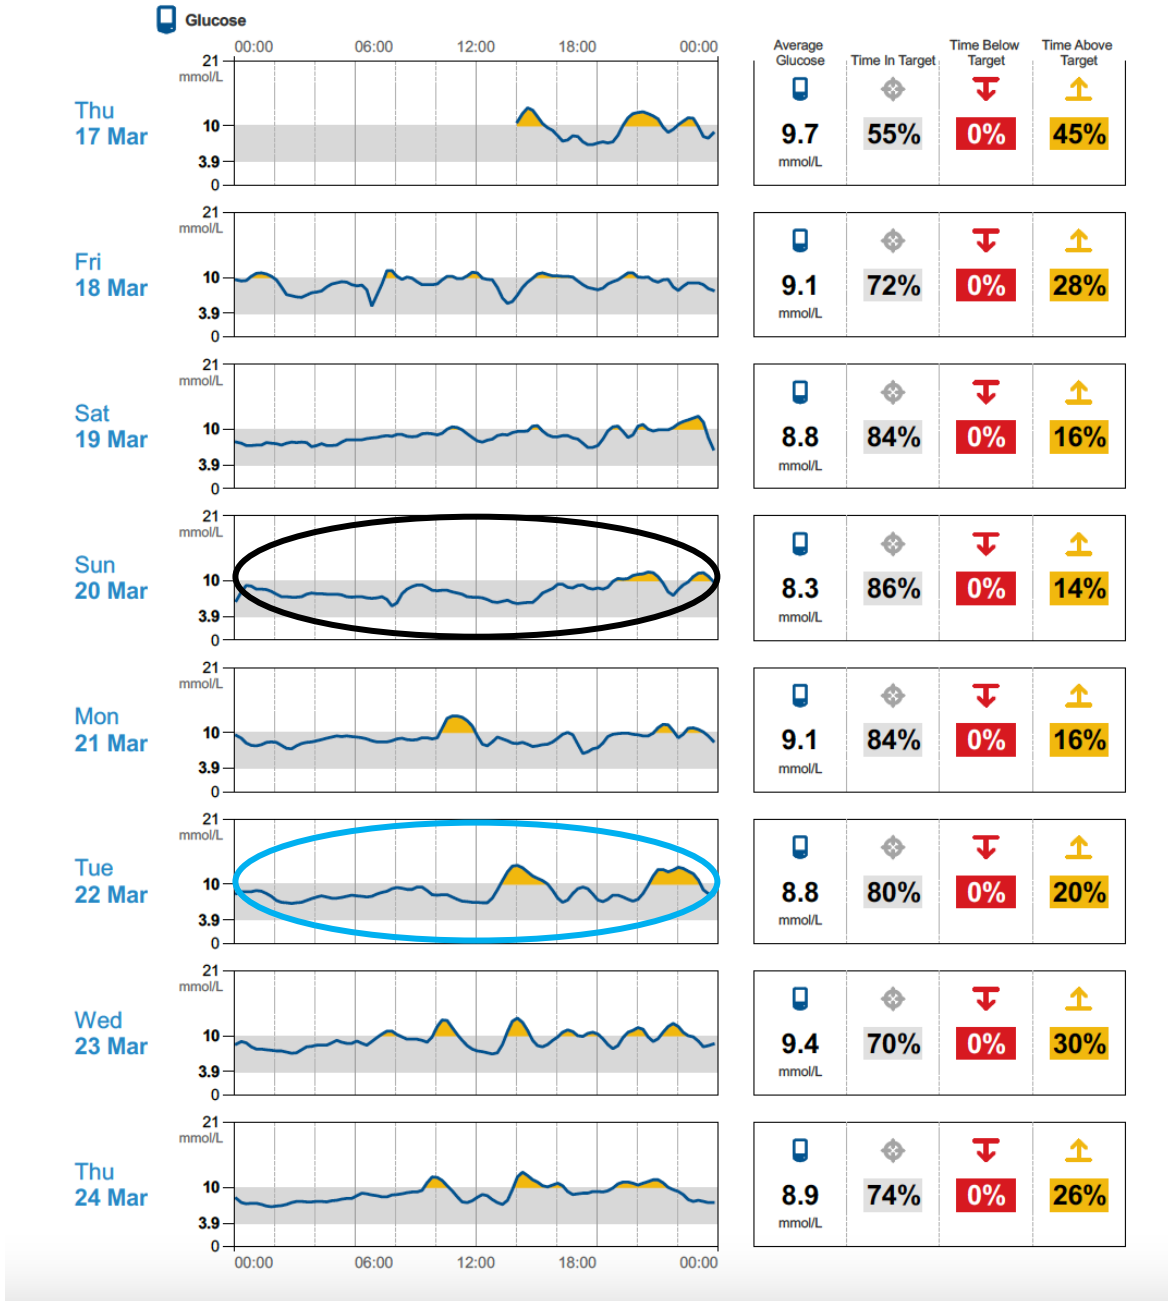 Glucose
00:00 06:00 12:00 18:00 00:00
Average Glucose Time In Target Time Below Target Time Above Target
21
mmol/L
Thu
17 Mar
10
3.9
0
9.7 55% 0% 45%
mmol/L
21
mmol/L
Fri
18 Mar
10
3.9
0
9.1 72% 0% 28%
mmol/L
21
mmol/L
Sat
19 Mar
10
3.9
0
8.8 84% 0% 16%
mmol/L
21
mmol/L
Sun
20 Mar
10
3.9
0
8.3 86% 0% 14%
mmol/L
21
mmol/L
Mon
21 Mar
10
3.9
0
9.1 84% 0% 16%
mmol/L
21
mmol/L
Tue
22 Mar
10
3.9
0
8.8 80% 0% 20%
mmol/L
21
mmol/L
Wed
23 Mar
10
3.9
0
9.4 70% 0% 30%
mmol/L
21
mmol/L
Thu
24 Mar
10
3.9
0
8.9 74% 0% 26%
mmol/L
00:00 06:00 12:00 18:00 00:00